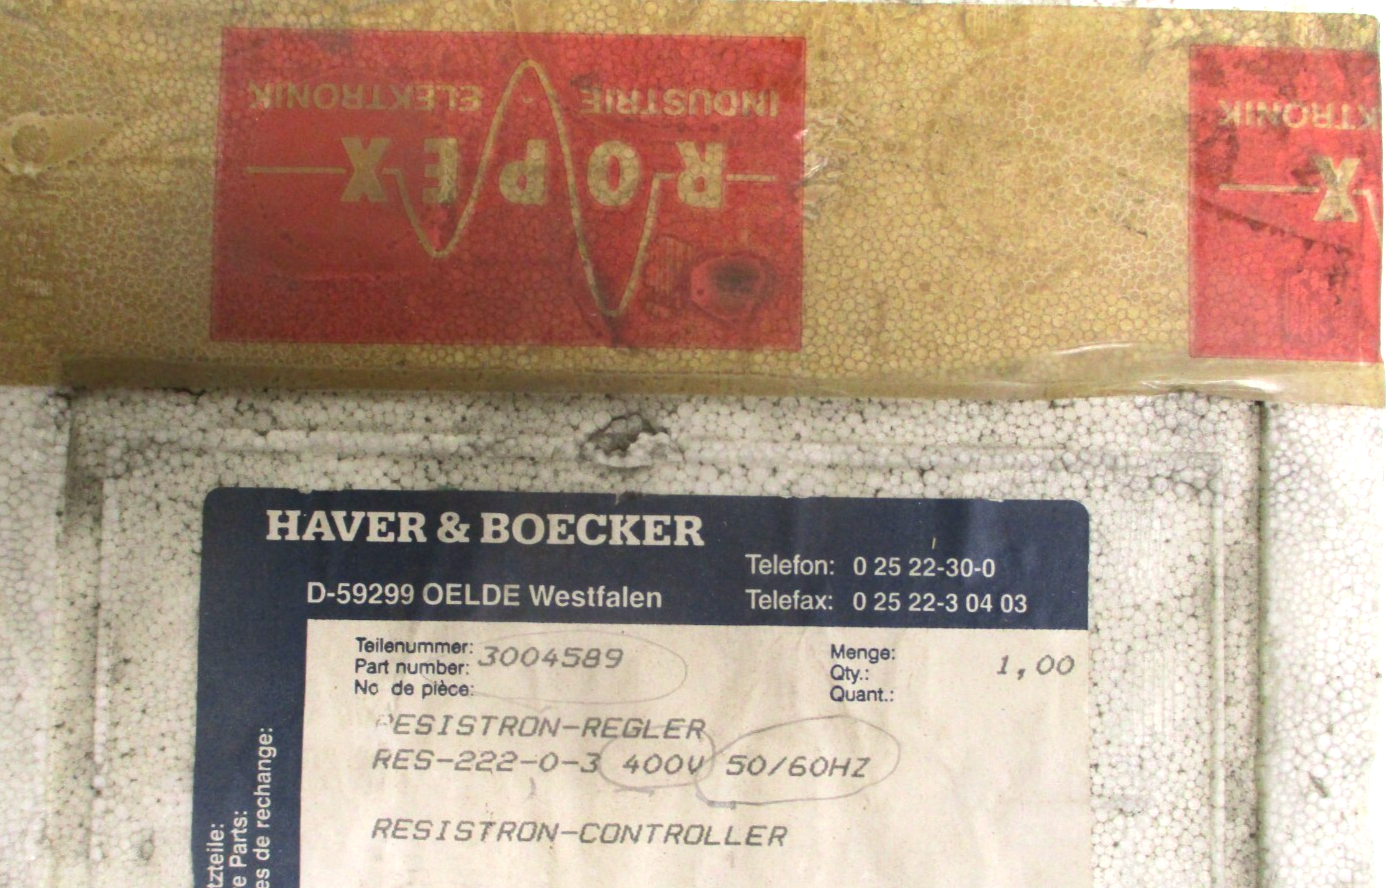 INDUSTRIE - ELEKTRONIK
ROPEX
KTRONIK
X
HAVER & BOECKER
D-59299 OELDE Westfalen
Telefon: 0 25 22-30-0
Telefax: 0 25 22-3 04 03
Teilenummer:
Part number: 3004589
No de pièce:
Menge:
Qty.: 1,00
Quant.:
RESISTRON-REGLER
RES-222-0-3 400V 50/60HZ
RESISTRON-CONTROLLER
tzteile:
e Parts:
es de rechange: